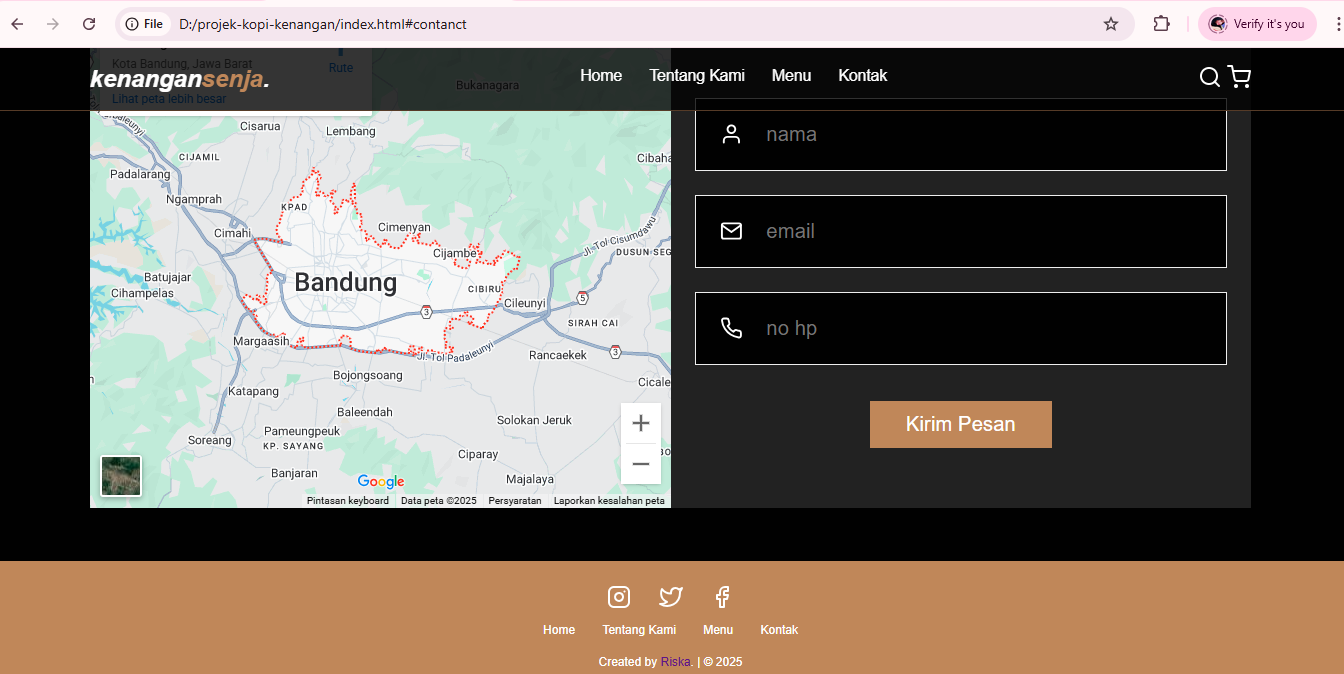 File D:/projek-kopi-kenangan/index.html#contanct Verify it's you
kenangansenja. Home Tentang Kami Menu Kontak
Kota Bandung, Jawa Barat
Rute
Lihat peta lebih besar
Bukanagara
Cisarua
Lembang
CIJAMIL
Cibaha
Padalarang
Ngamprah
KPAD
Cimahi
Cimenyan
Jl. Tol Cisumdawu
Cijambe
DUSUN SEG
Batujajar
Bandung
CIBIRU
Cihampelas
Cileunyi
5
3
SIRAH CAI
Margaasih
Jl. Tol Padaleunyi
Rancaekek
3
Bojongsoang
Cicale
Katapang
Baleendah
Solokan Jeruk
Pameungpeuk
Soreang
KP. SAYANG
Ciparay
Banjaran
Majalaya
Google
Pintasan keyboard Data peta ©2025 Persyaratan Laporkan kesalahan peta
nama
email
no hp
Kirim Pesan
Home Tentang Kami Menu Kontak
Created by Riska. | © 2025